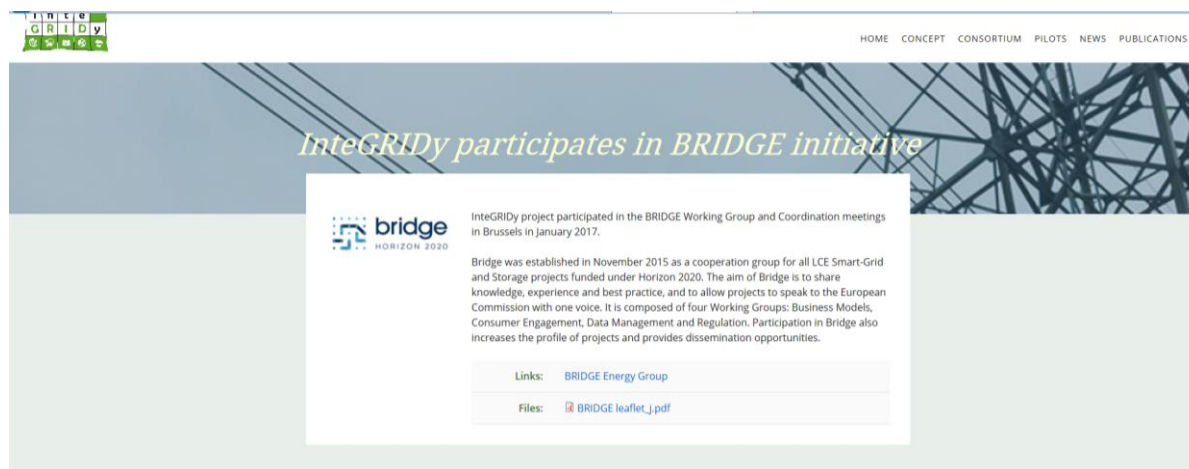 inte
GRIDy
HOME CONCEPT CONSORTIUM PILOTS NEWS PUBLICATIONS
InteGRIDy participates in BRIDGE initiative
bridge
HORIZON 2020
InteGRIDy project participated in the BRIDGE Working Group and Coordination meetings
in Brussels in January 2017.
Bridge was established in November 2015 as a cooperation group for all LCE Smart-Grid
and Storage projects funded under Horizon 2020. The aim of Bridge is to share
knowledge, experience and best practice, and to allow projects to speak to the European
Commission with one voice. It is composed of four Working Groups: Business Models,
Consumer Engagement, Data Management and Regulation. Participation in Bridge also
increases the profile of projects and provides dissemination opportunities.
Links: BRIDGE Energy Group
Files: BRIDGE leaflet_J.pdf